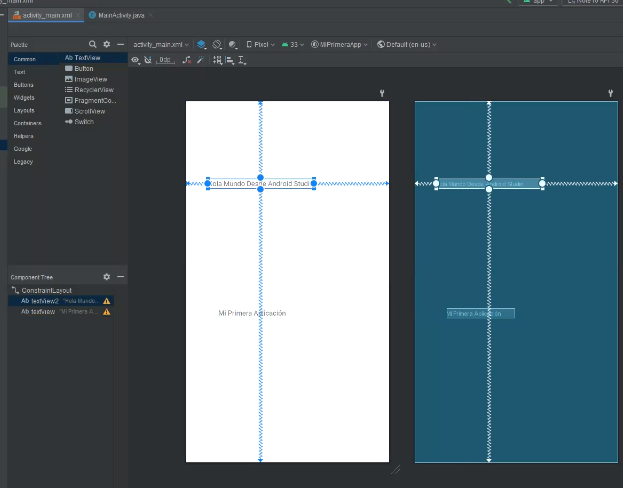 activity_main.xml
activity_main.xml MainActivity.java
Palette
activity_main.xml Pixel 33 MiPrimeraApp Default (en-us)
0dp
Common
Text
Buttons
Widgets
Layouts
Containers
Helpers
Google
Legacy
Ab TextView
Button
ImageView
RecyclerView
FragmentCo...
ScrollView
Switch
Hola Mundo Desde Android Studi
Mundo Desde Android Studio
Mi Primera Aplicación
Mi Primera Aplicación
Component Tree
ConstraintLayout
Ab textView2 "Hola Mundo...
Ab textView "Mi Primera A...